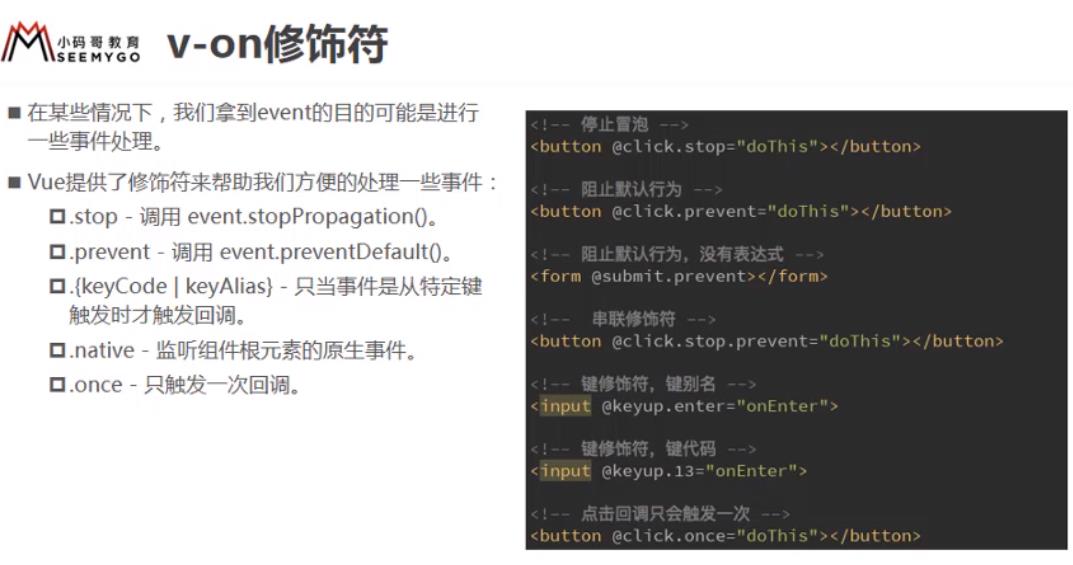 小码哥教育
SEEMYGO
v-on修饰符
■ 在某些情况下，我们拿到event的目的可能是进行
一些事件处理。
■ Vue提供了修饰符来帮助我们方便的处理一些事件：
.stop - 调用 event.stopPropagation()。
.prevent - 调用 event.preventDefault()。
.{keyCode | keyAlias} - 只当事件是从特定键
触发时才触发回调。
.native - 监听组件根元素的原生事件。
.once - 只触发一次回调。
<!-- 停止冒泡 -->
<button @click.stop="doThis"></button>
<!-- 阻止默认行为 -->
<button @click.prevent="doThis"></button>
<!-- 阻止默认行为，没有表达式 -->
<form @submit.prevent></form>
<!-- 串联修饰符 -->
<button @click.stop.prevent="doThis"></button>
<!-- 键修饰符，键别名 -->
<input @keyup.enter="onEnter">
<!-- 键修饰符，键代码 -->
<input @keyup.13="onEnter">
<!-- 点击回调只会触发一次 -->
<button @click.once="doThis"></button>